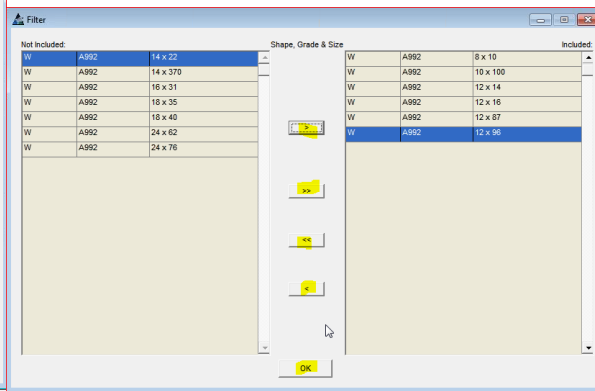 Filter
Not Included: Shape, Grade & Size Included:
W A992 14 x 22
W A992 14 x 370
W A992 16 x 31
W A992 18 x 35
W A992 18 x 40
W A992 24 x 62
W A992 24 x 76
>
>>
<<
<
W A992 8 x 10
W A992 10 x 100
W A992 12 x 14
W A992 12 x 16
W A992 12 x 87
W A992 12 x 96
OK